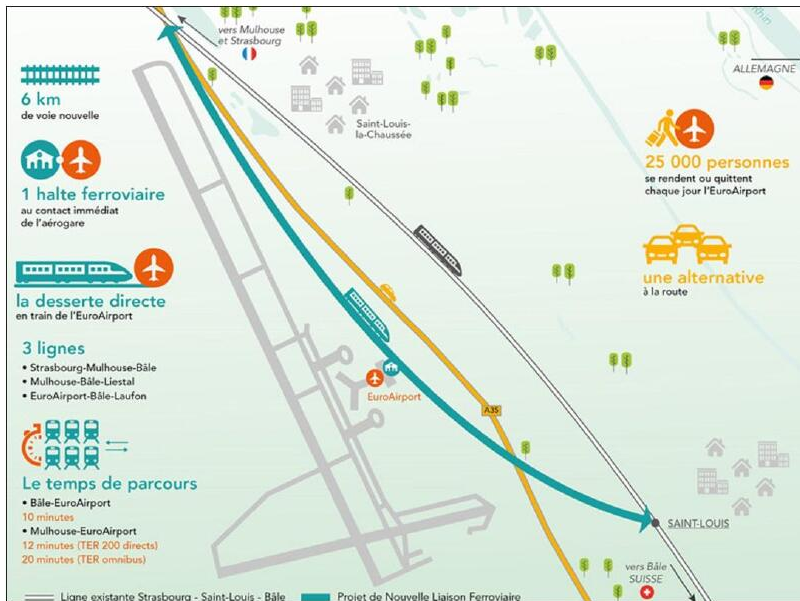 vers Mulhouse
et Strasbourg
Rhin
ALLEMAGNE
6 km
de voie nouvelle
Saint-Louis-
la-Chaussée
25 000 personnes
se rendent ou quittent
chaque jour l'EuroAirport
1 halte ferroviaire
au contact immédiat
de l'aérogare
une alternative
à la route
la desserte directe
en train de l'EuroAirport
3 lignes
• Strasbourg-Mulhouse-Bâle
• Mulhouse-Bâle-Liestal
• EuroAirport-Bâle-Laufon
EuroAirport
A35
Le temps de parcours
• Bâle-EuroAirport
10 minutes
• Mulhouse-EuroAirport
12 minutes (TER 200 directs)
20 minutes (TER omnibus)
SAINT-LOUIS
vers Bâle
SUISSE
Ligne existante Strasbourg - Saint-Louis - Bâle
Projet de Nouvelle Liaison Ferroviaire